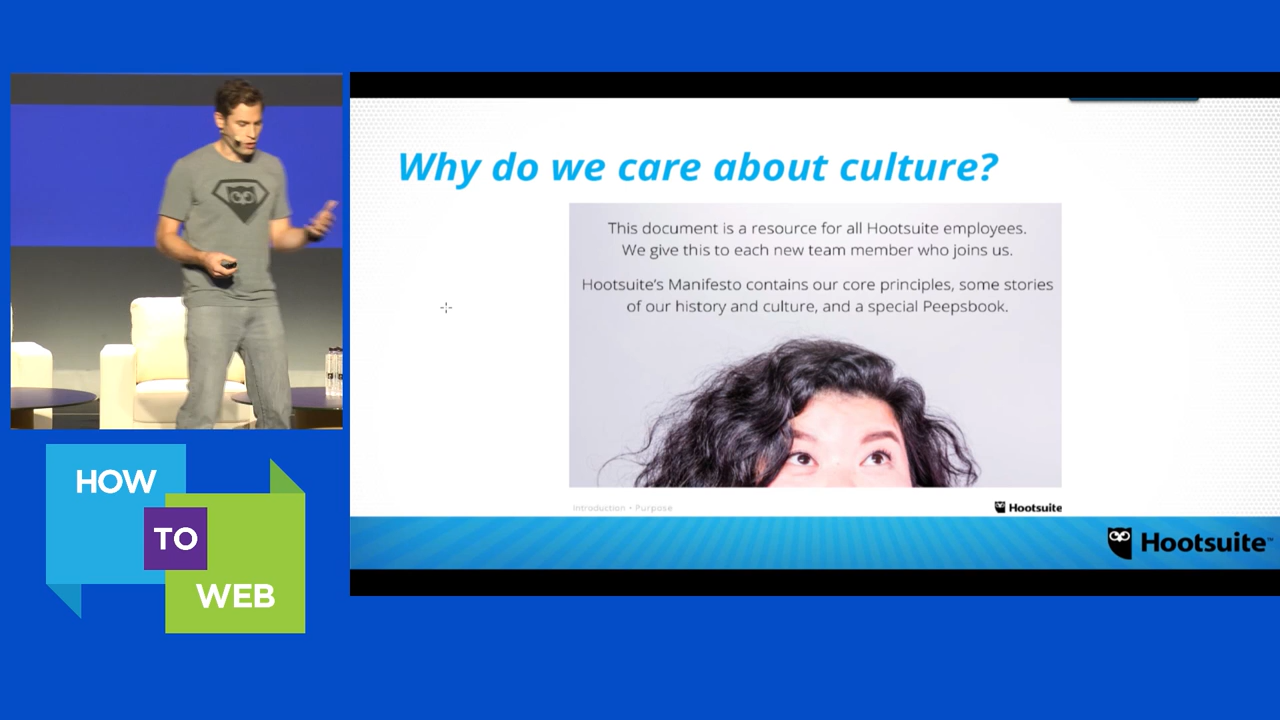 Why do we care about culture?
This document is a resource for all Hootsuite employees.
We give this to each new team member who joins us.
Hootsuite's Manifesto contains our core principles, some stories
of our history and culture, and a special Peepsbook.
Introduction • Purpose
Hootsuite
Hootsuite™
HOW
TO
WEB